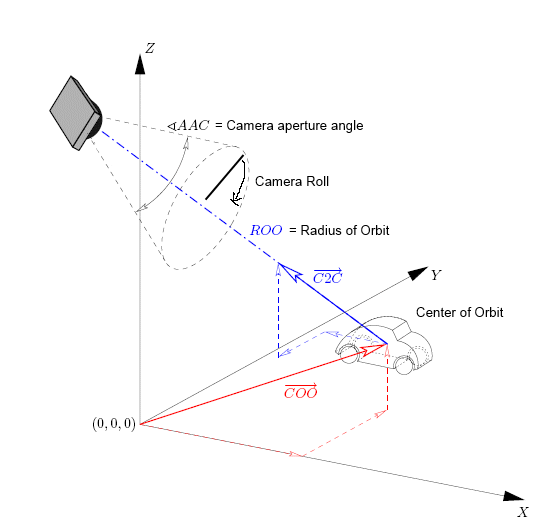 Z
∢AAC = Camera aperture angle
Camera Roll
ROO = Radius of Orbit
C2C
Y
Center of Orbit
COO
(0, 0, 0)
X